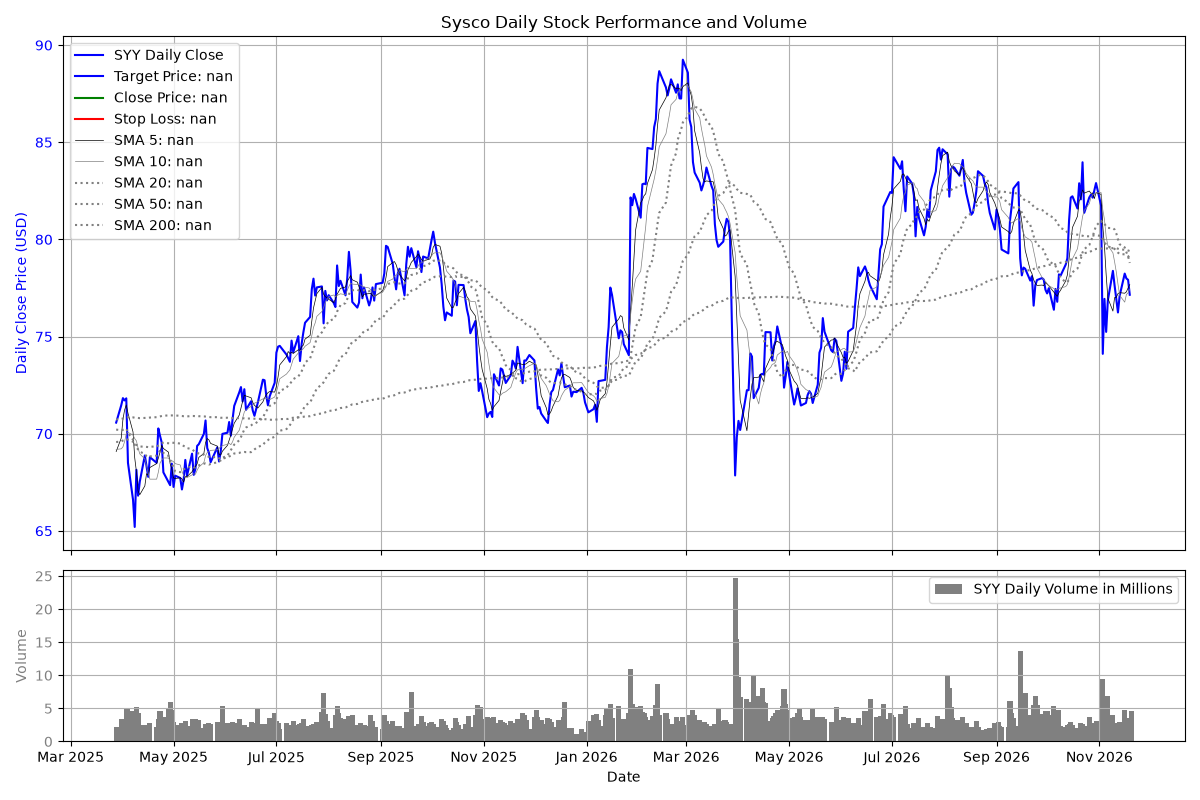 Sysco Daily Stock Performance and Volume
90
85
80
75
70
65
Daily Close Price (USD)
SYY Daily Close
Target Price: nan
Close Price: nan
Stop Loss: nan
SMA 5: nan
SMA 10: nan
SMA 20: nan
SMA 50: nan
SMA 200: nan
25
20
15
10
5
0
Volume
SYY Daily Volume in Millions
Mar 2025 May 2025 Jul 2025 Sep 2025 Nov 2025 Jan 2026 Mar 2026 May 2026 Jul 2026 Sep 2026 Nov 2026
Date